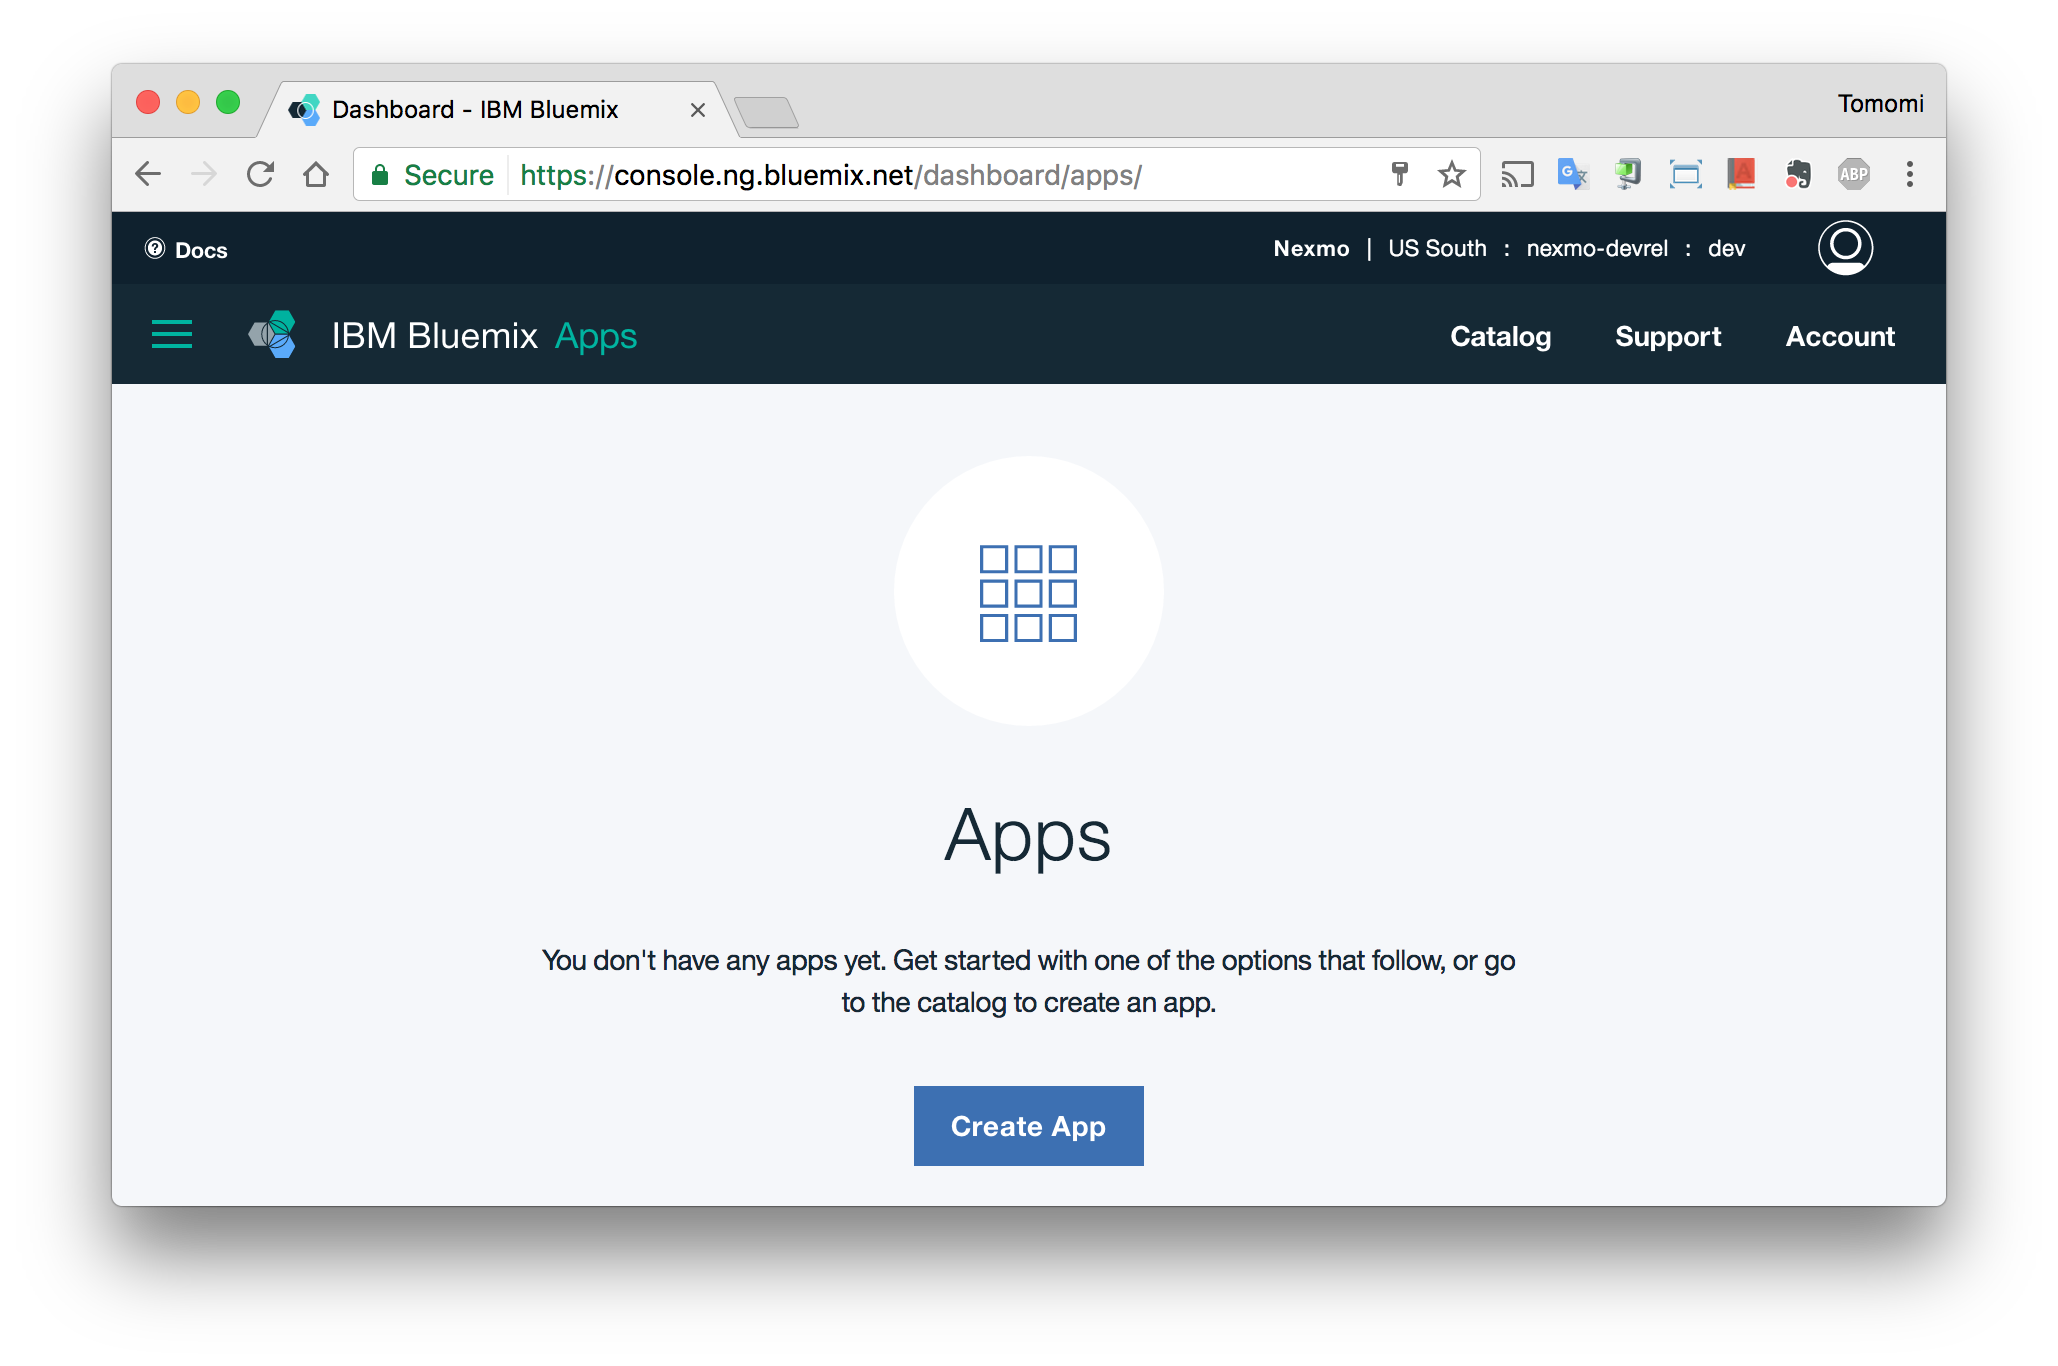 Dashboard - IBM Bluemix
Tomomi
Secure https://console.ng.bluemix.net/dashboard/apps/
ABP
Docs
Nexmo | US South : nexmo-devrel : dev
IBM Bluemix Apps
Catalog Support Account
Apps
You don't have any apps yet. Get started with one of the options that follow, or go
to the catalog to create an app.
Create App